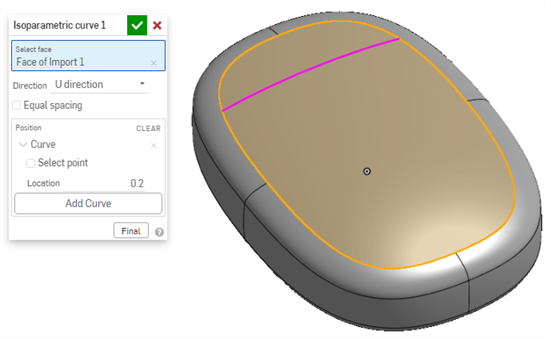 Isoparametric curve 1
Select face
Face of Import 1
Direction U direction
Equal spacing
Position CLEAR
Curve
Select point
Location 0.2
Add Curve
Final